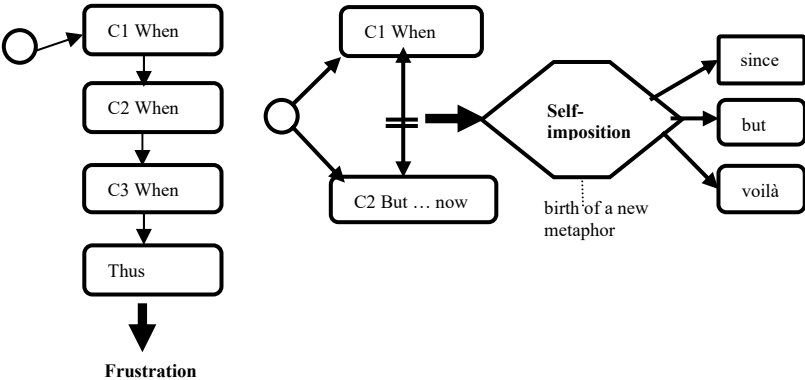 C1 When
C2 When
C3 When
Thus
Frustration
C1 When
C2 But … now
Self-
imposition
birth of a new
metaphor
since
but
voilà